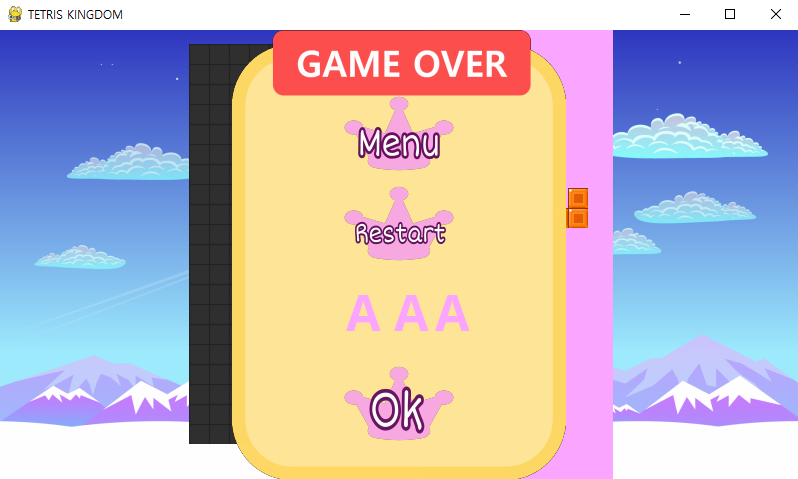 TETRIS KINGDOM
GAME OVER
Menu
Restart
A A A
Ok